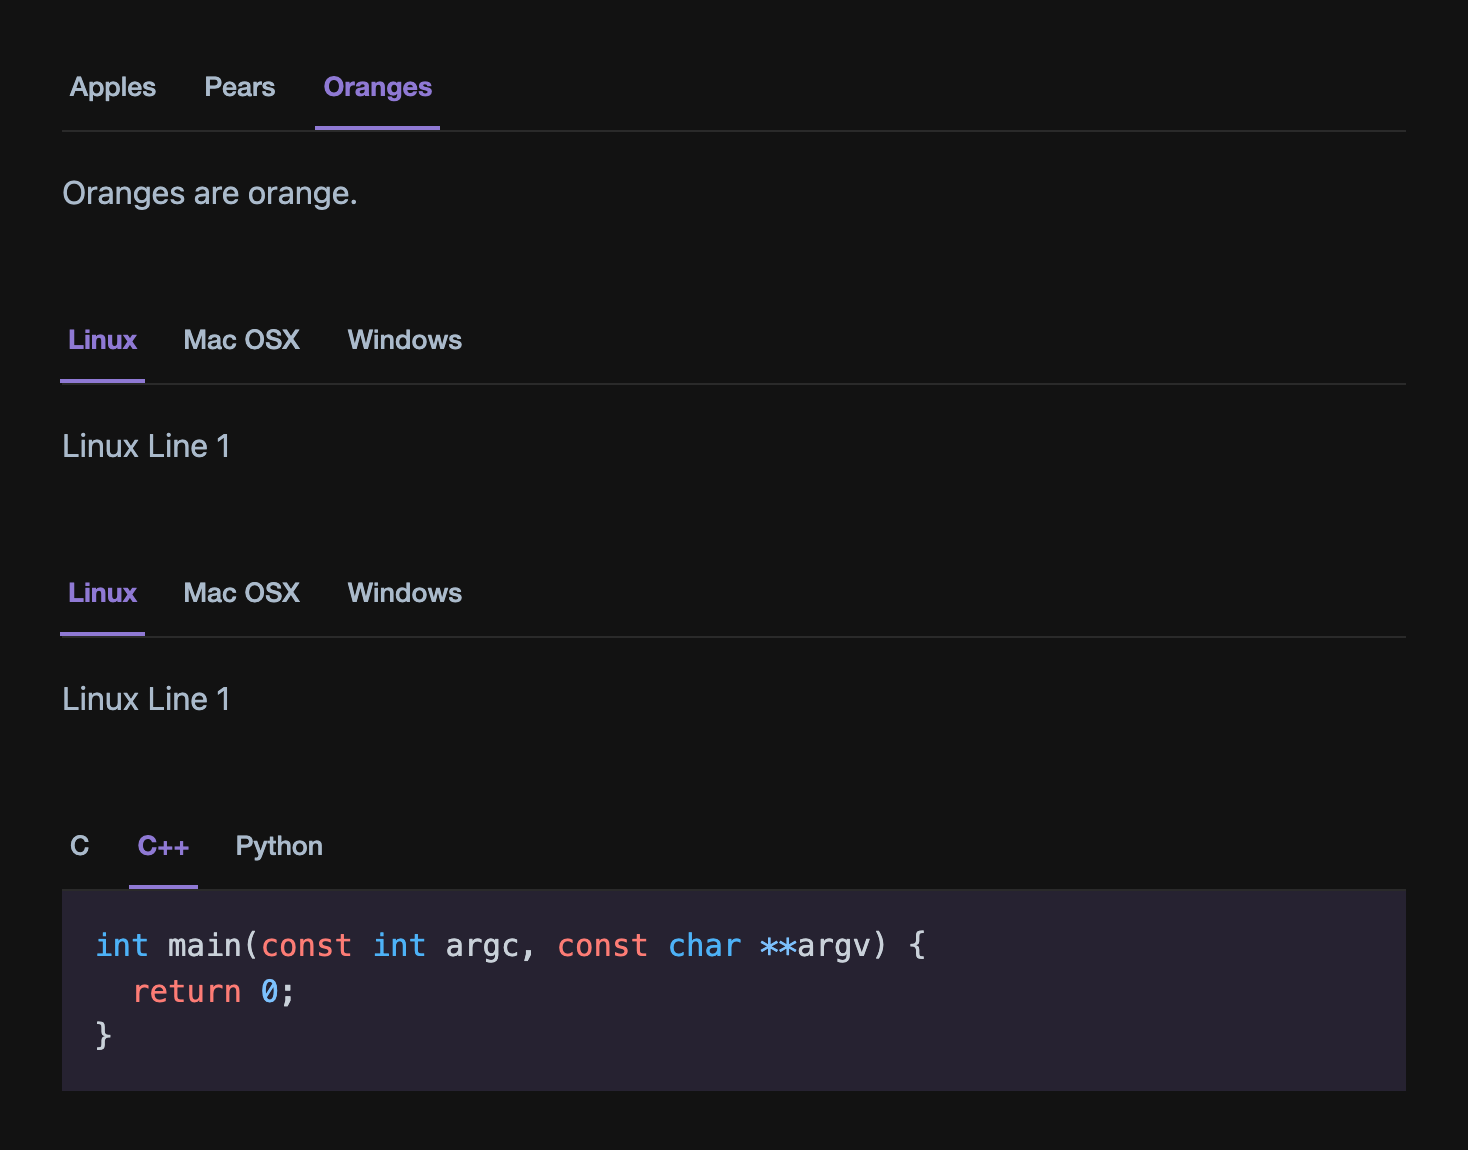 Apples Pears Oranges
Oranges are orange.
Linux Mac OSX Windows
Linux Line 1
Linux Mac OSX Windows
Linux Line 1
C C++ Python
int main(const int argc, const char **argv) {
  return 0;
}